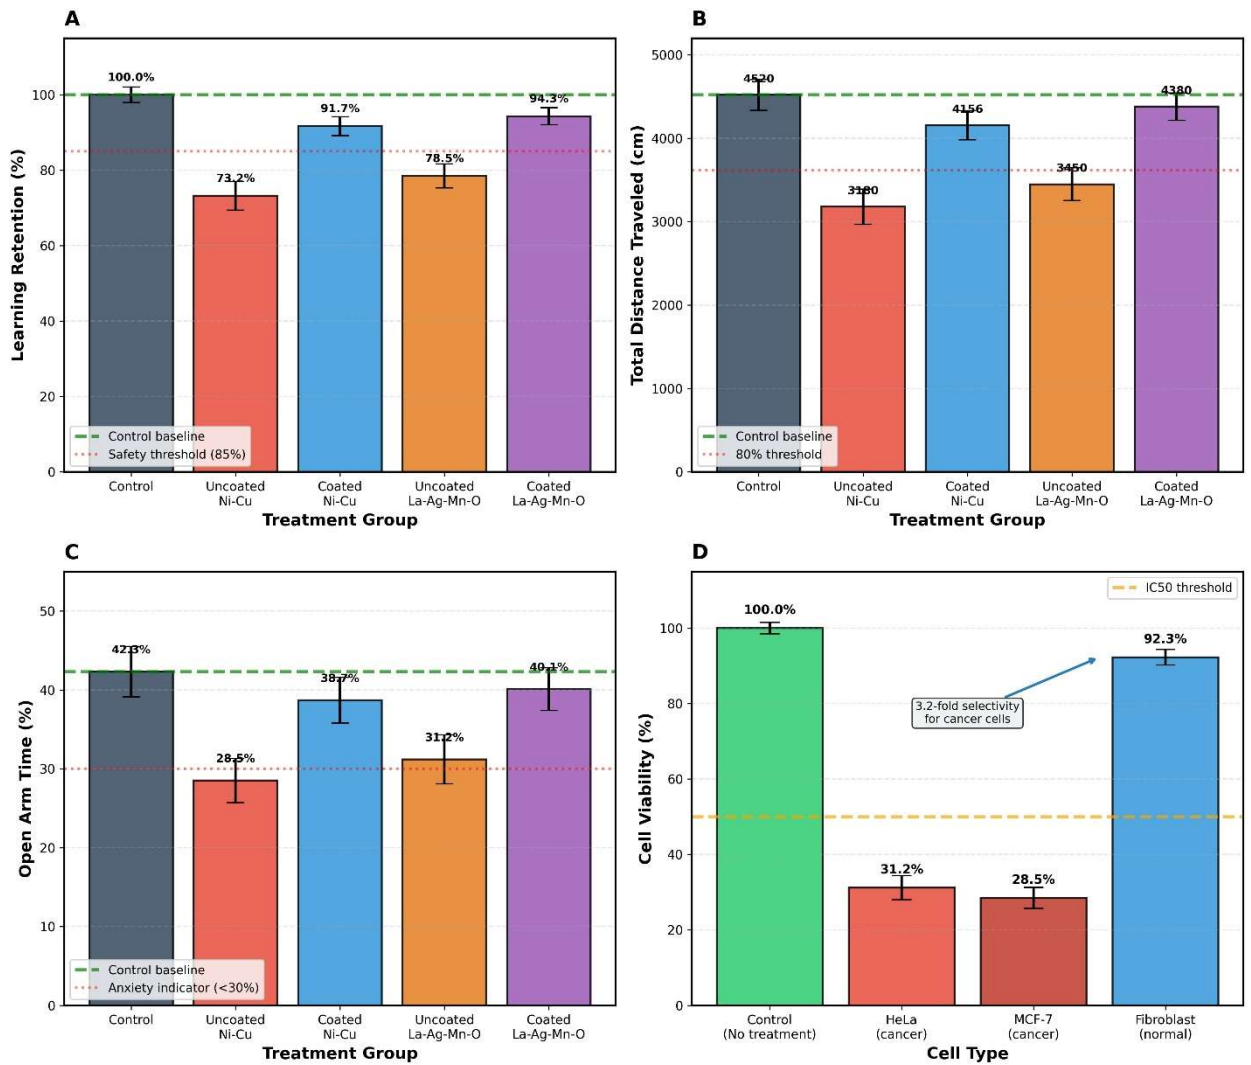 A
Learning Retention (%)
100
80
60
40
20
0
100.0%
73.2%
91.7%
78.5%
94.3%
Control baseline
Safety threshold (85%)
Control
Uncoated
Ni-Cu
Coated
Ni-Cu
Uncoated
La-Ag-Mn-O
Coated
La-Ag-Mn-O
Treatment Group
B
Total Distance Traveled (cm)
5000
4000
3000
2000
1000
0
4520
3180
4156
3450
4380
Control baseline
80% threshold
Control
Uncoated
Ni-Cu
Coated
Ni-Cu
Uncoated
La-Ag-Mn-O
Coated
La-Ag-Mn-O
Treatment Group
C
Open Arm Time (%)
50
40
30
20
10
0
42.3%
28.5%
38.7%
31.2%
40.1%
Control baseline
Anxiety indicator (<30%)
Control
Uncoated
Ni-Cu
Coated
Ni-Cu
Uncoated
La-Ag-Mn-O
Coated
La-Ag-Mn-O
Treatment Group
D
Cell Viability (%)
100
80
60
40
20
0
IC50 threshold
100.0%
31.2%
28.5%
92.3%
3.2-fold selectivity
for cancer cells
Control
(No treatment)
HeLa
(cancer)
MCF-7
(cancer)
Fibroblast
(normal)
Cell Type